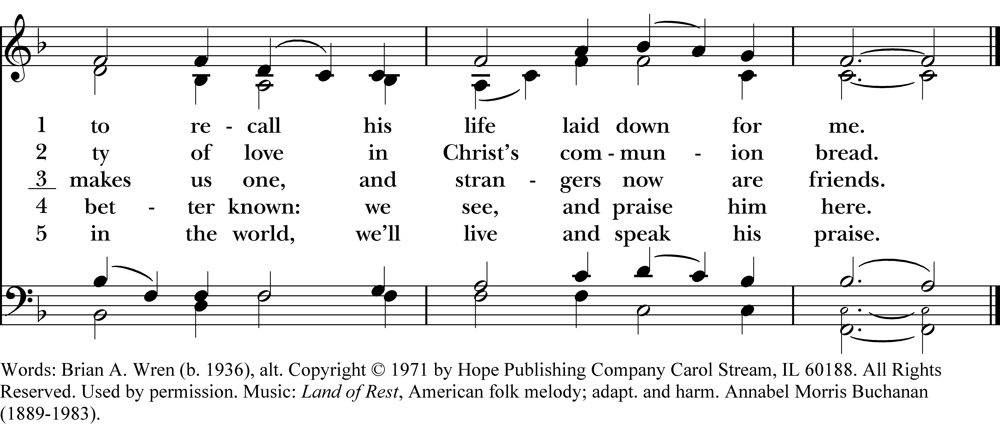 1 to re - call his life laid down for me.
2 ty of love in Christ’s com - mun - ion bread.
3 makes us one, and stran - gers now are friends.
4 bet - ter known: we see, and praise him here.
5 in the world, we’ll live and speak his praise.
Words: Brian A. Wren (b. 1936), alt. Copyright © 1971 by Hope Publishing Company Carol Stream, IL 60188. All Rights
Reserved. Used by permission. Music: Land of Rest, American folk melody; adapt. and harm. Annabel Morris Buchanan
(1889-1983).